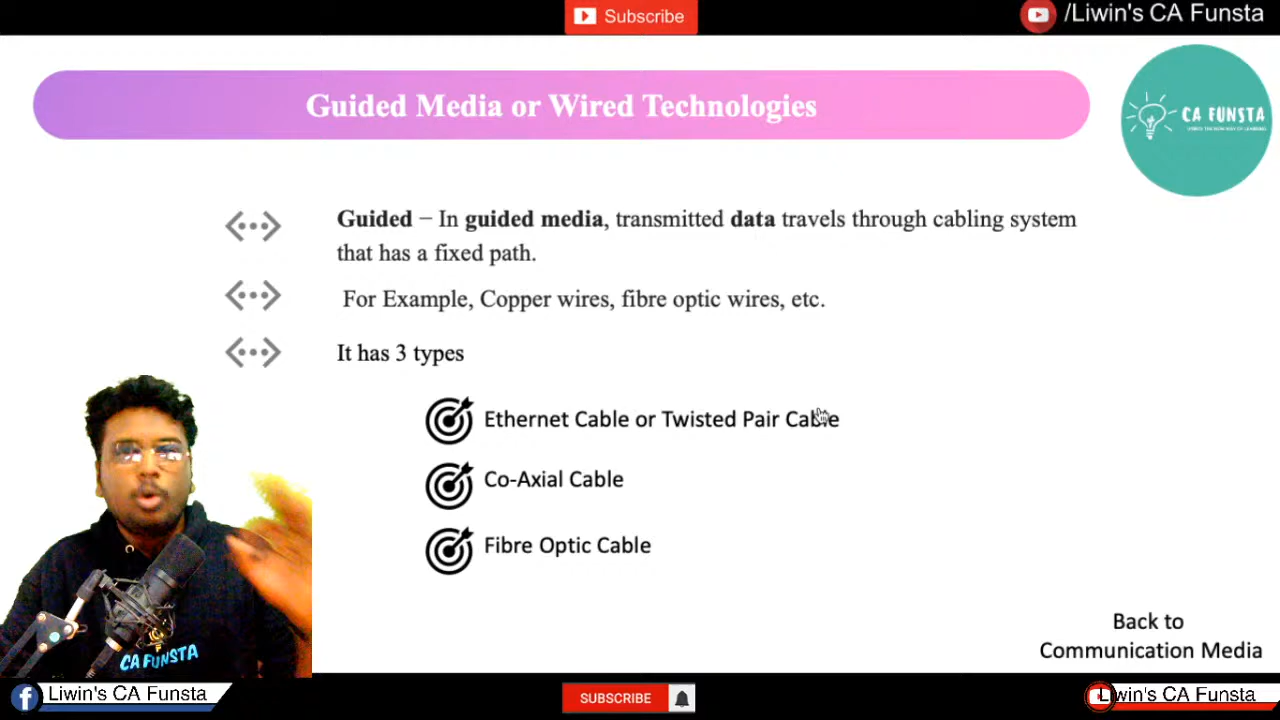 Subscribe
/Liwin's CA Funsta
Guided Media or Wired Technologies
CA FUNSTA
Guided – In guided media, transmitted data travels through cabling system
that has a fixed path.
For Example, Copper wires, fibre optic wires, etc.
It has 3 types
Ethernet Cable or Twisted Pair Cable
Co-Axial Cable
Fibre Optic Cable
Back to
Communication Media
CA FUNSTA
Liwin's CA Funsta
SUBSCRIBE
Liwin's CA Funsta